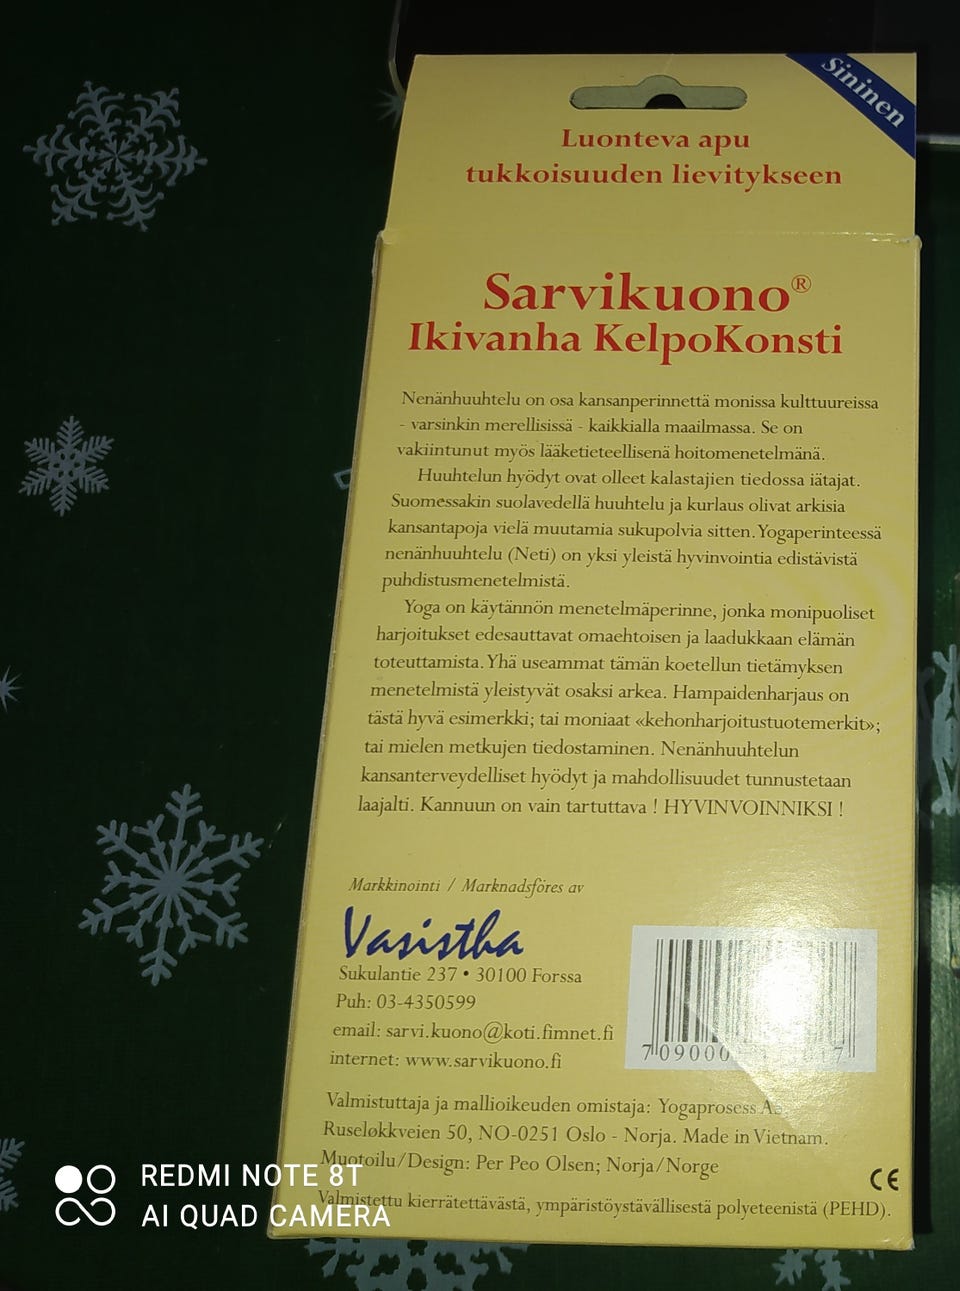 Sininen
Luonteva apu
tukkoisuuden lievitykseen
Sarvikuono®
Ikivanha KelpoKonsti
Nenänhuuhtelu on osa kansanperinnettä monissa kulttuureissa
- varsinkin merellisissä - kaikkialla maailmassa. Se on
vakiintunut myös lääketieteellisenä hoitomenetelmänä.
Huuhtelun hyödyt ovat olleet kalastajien tiedossa iätajat.
Suomessakin suolavedellä huuhtelu ja kurlaus olivat arkisia
kansantapoja vielä muutamia sukupolvia sitten. Yogaperinteessä
nenänhuuhtelu (Neti) on yksi yleistä hyvinvointia edistävistä
puhdistusmenetelmistä.
Yoga on käytännön menetelmäperinne, jonka monipuoliset
harjoitukset edesauttavat omaehtoisen ja laadukkaan elämän
toteuttamista. Yhä useammat tämän koetellun tietämyksen
menetelmistä yleistyvät osaksi arkea. Hampaidenharjaus on
tästä hyvä esimerkki; tai moniaat «kehonharjoitustuotemerkit»;
tai mielen metkujen tiedostaminen. Nenänhuuhtelun
kansanterveydelliset hyödyt ja mahdollisuudet tunnustetaan
laajalti. Kannuun on vain tartuttava ! HYVINVOINNIKSI !
Markkinointi / Marknadsföres av
Vasistha
Sukulantie 237 • 30100 Forssa
Puh: 03-4350599
email: sarvi.kuono@koti.fimnet.fi
internet: www.sarvikuono.fi
Valmistuttaja ja mallioikeuden omistaja: Yogaprosess
Ruseløkkveien 50, NO-0251 Oslo - Norja. Made in Vietnam.
Muotoilu/Design: Per Peo Olsen; Norja/Norge
CE
Valmistettu kierrätettävästä, ympäristöystävällisestä polyeteenistä (PEHD).
REDMI NOTE 8T
AI QUAD CAMERA